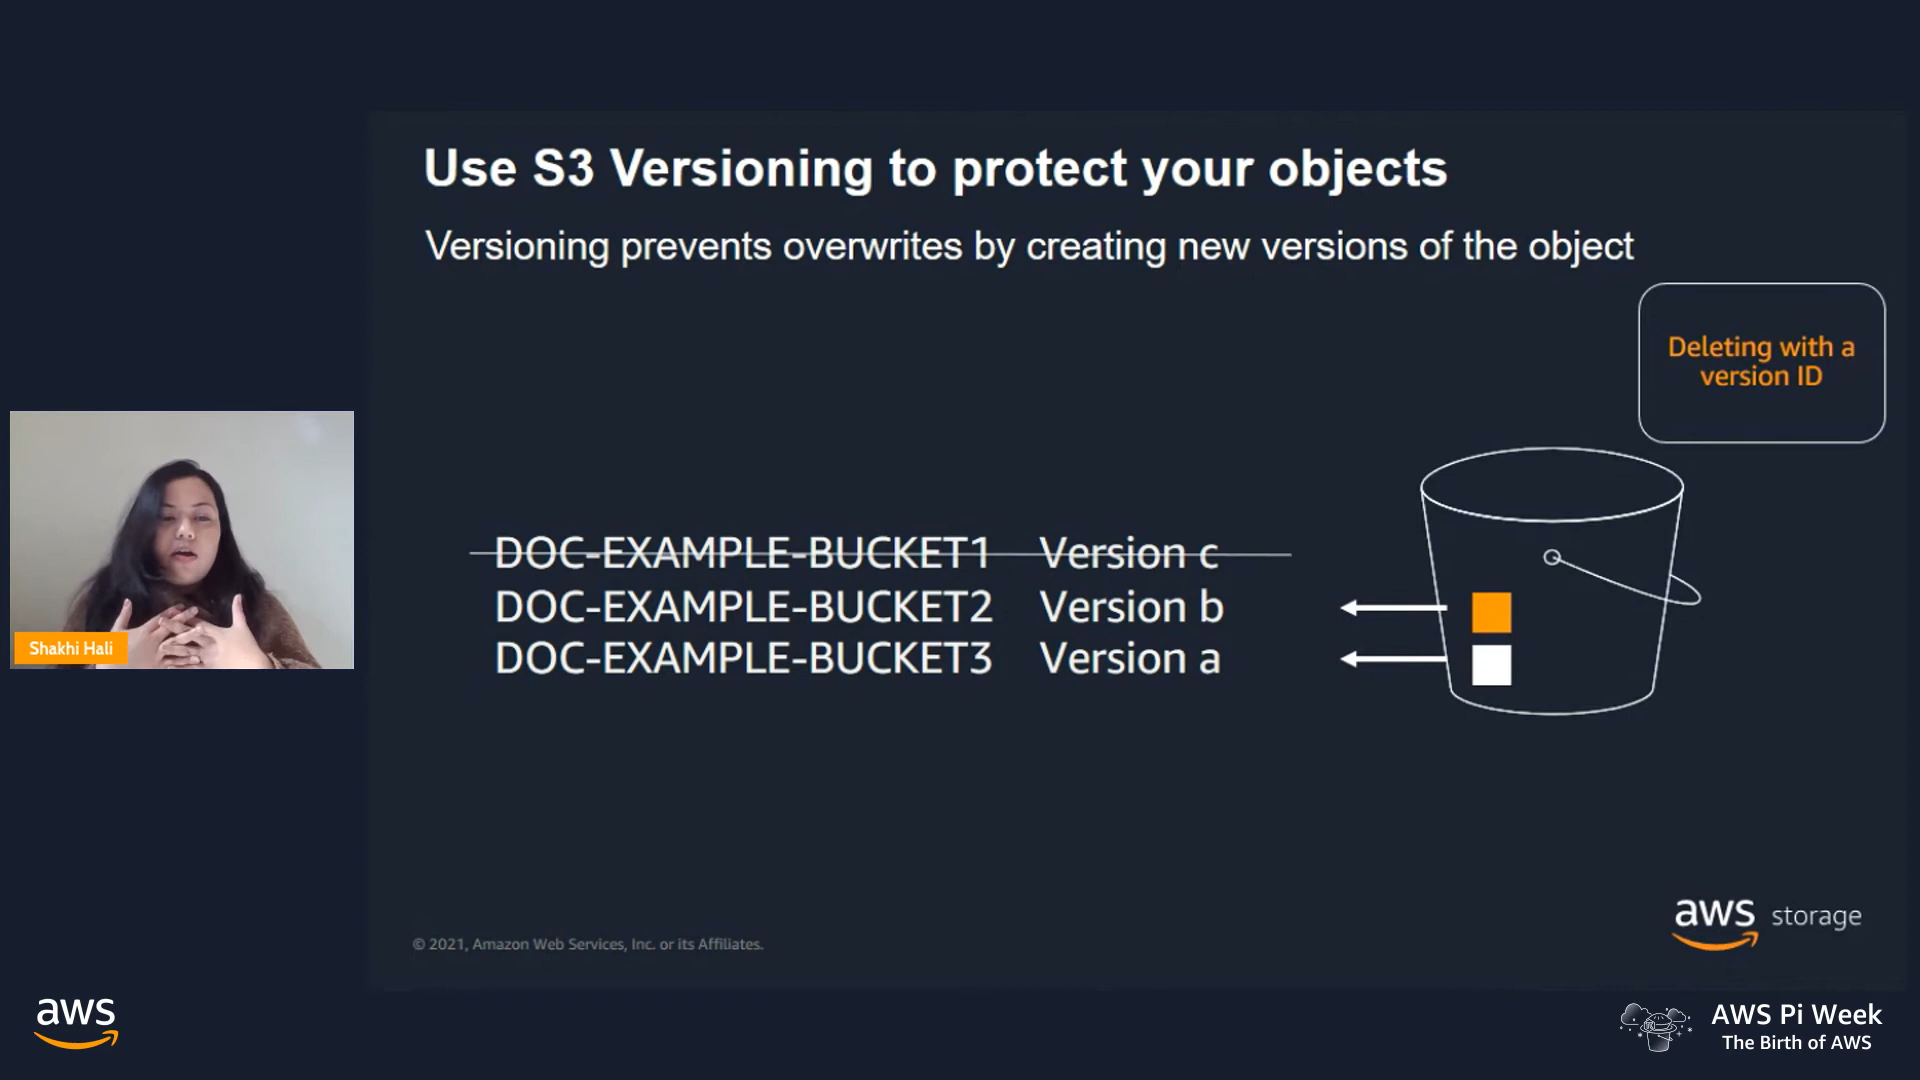 Use S3 Versioning to protect your objects
Versioning prevents overwrites by creating new versions of the object
Deleting with a
version ID
DOC-EXAMPLE-BUCKET1 Version c
DOC-EXAMPLE-BUCKET2 Version b
DOC-EXAMPLE-BUCKET3 Version a
Shakhi Hali
aws storage
© 2021, Amazon Web Services, Inc. or its Affiliates.
aws
AWS Pi Week
The Birth of AWS